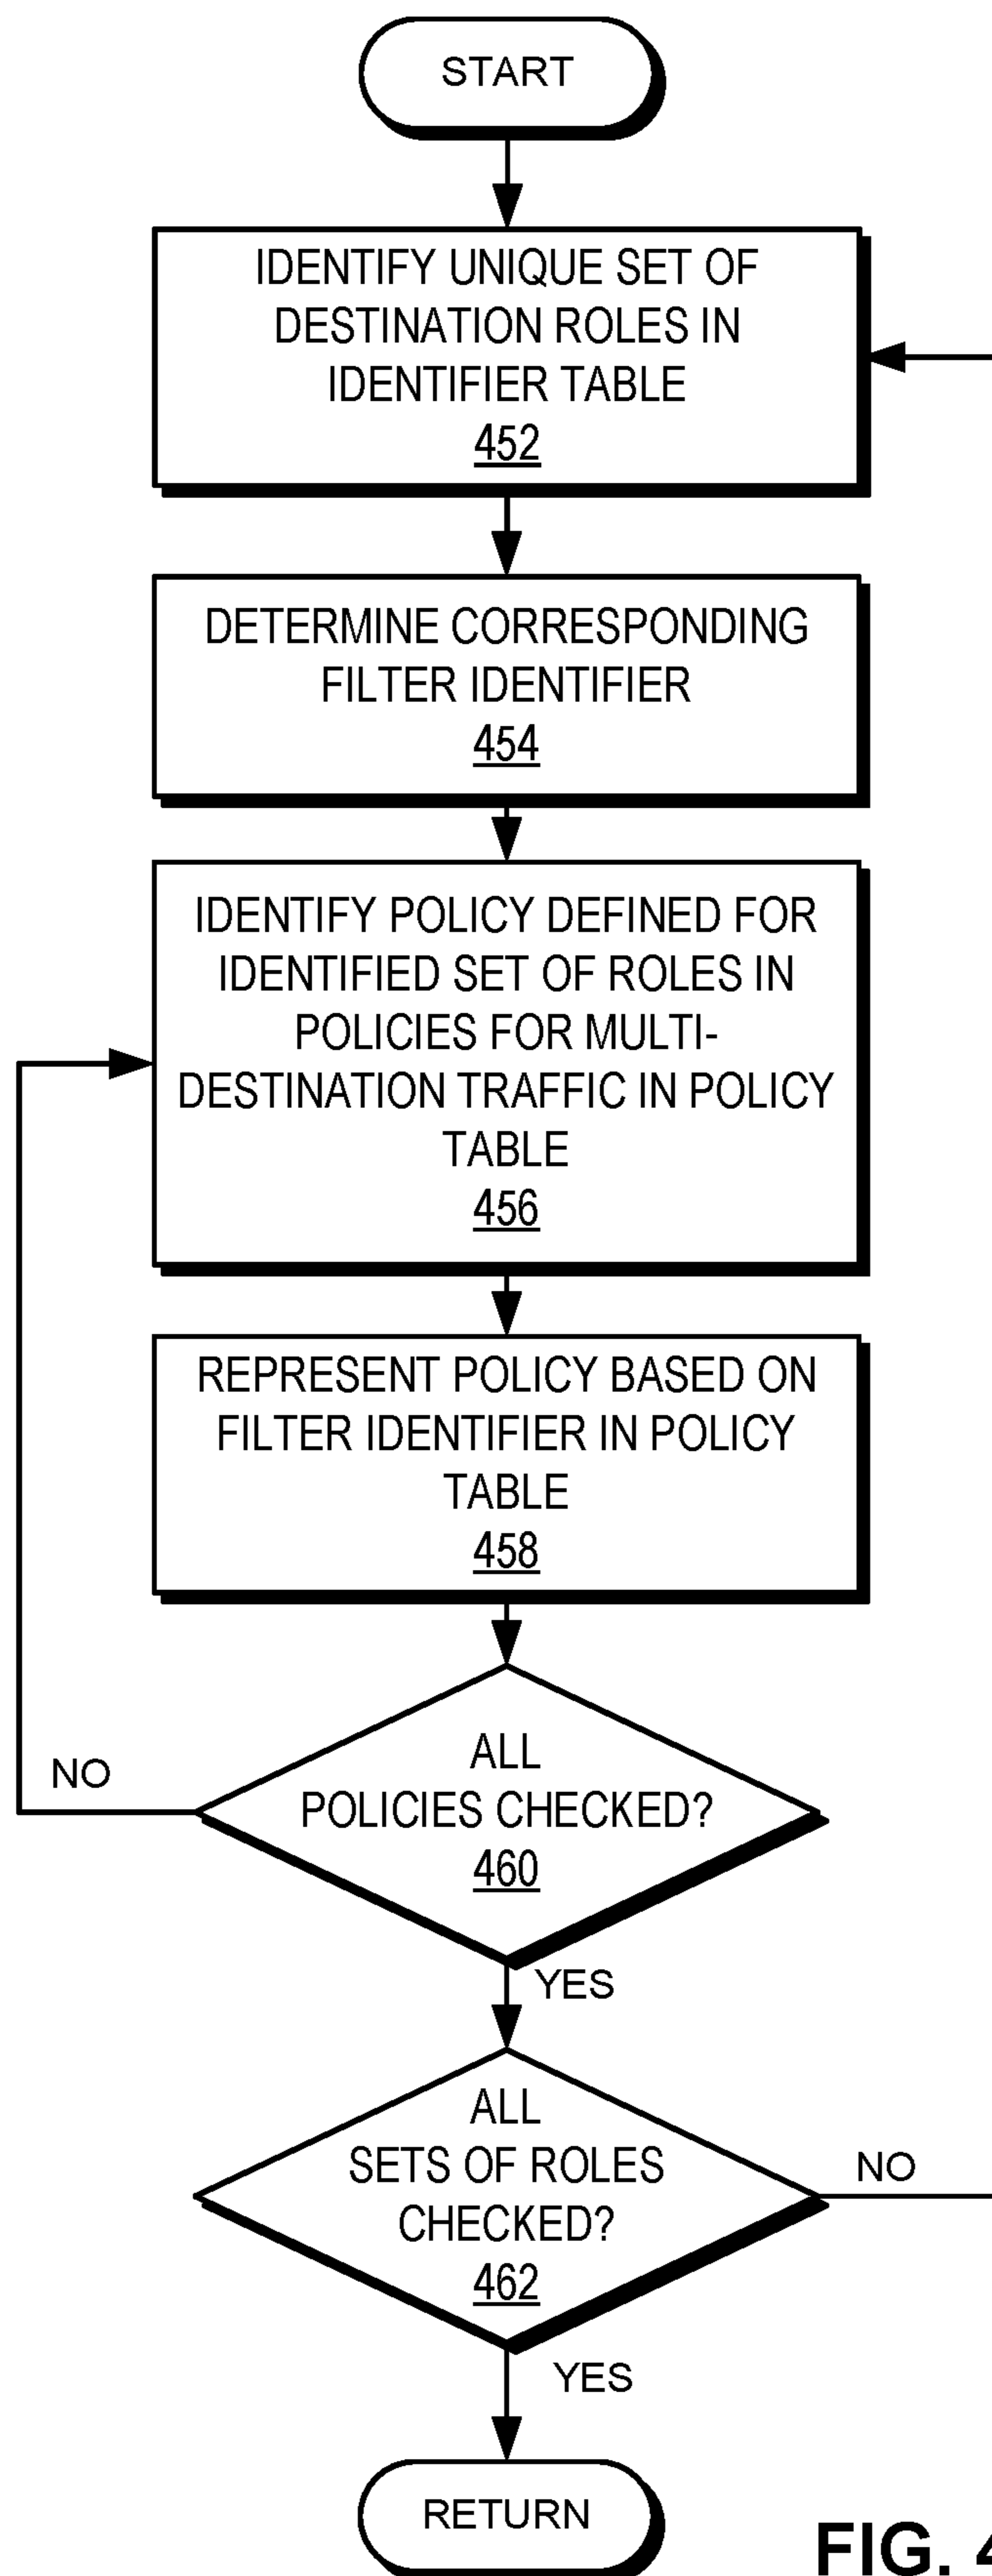 START
IDENTIFY UNIQUE SET OF
DESTINATION ROLES IN
IDENTIFIER TABLE
452
DETERMINE CORRESPONDING
FILTER IDENTIFIER
454
IDENTIFY POLICY DEFINED FOR
IDENTIFIED SET OF ROLES IN
POLICIES FOR MULTI-
DESTINATION TRAFFIC IN POLICY
TABLE
456
REPRESENT POLICY BASED ON
FILTER IDENTIFIER IN POLICY
TABLE
458
ALL
POLICIES CHECKED?
460
NO
YES
ALL
SETS OF ROLES
CHECKED?
462
NO
YES
RETURN
FIG. 4